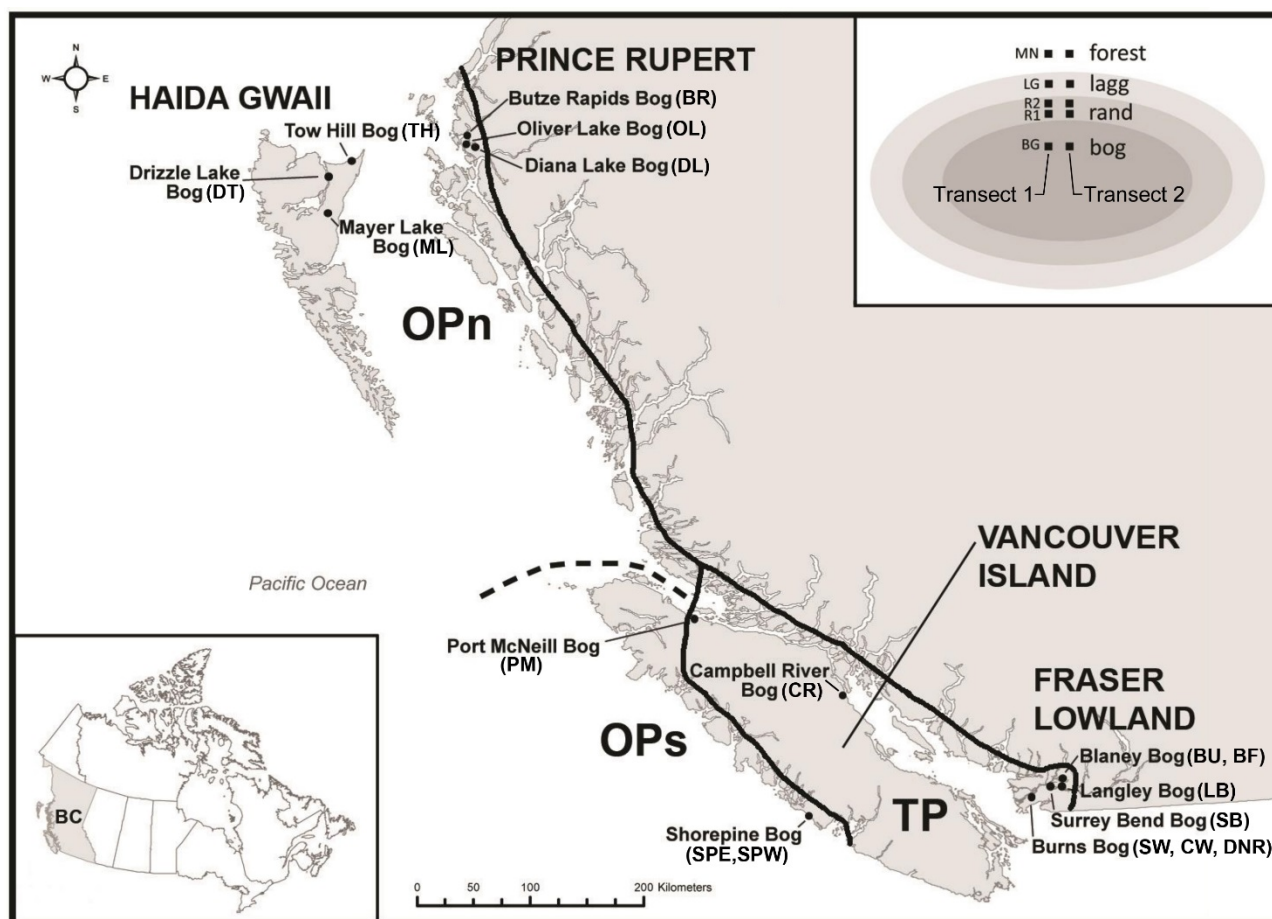 N
W E
S
HAIDA GWAII
PRINCE RUPERT
Butze Rapids Bog (BR)
Oliver Lake Bog (OL)
Diana Lake Bog (DL)
Tow Hill Bog (TH)
Drizzle Lake
Bog (DT)
Mayer Lake
Bog (ML)
OPn
MN forest
LG lagg
R2
R1 rand
BG bog
Transect 1 Transect 2
Pacific Ocean
VANCOUVER
ISLAND
Port McNeill Bog
(PM)
Campbell River
Bog (CR)
OPs
FRASER
LOWLAND
Blaney Bog (BU, BF)
Langley Bog (LB)
Surrey Bend Bog (SB)
Burns Bog (SW, CW, DNR)
TP
Shorepine Bog
(SPE,SPW)
BC
0 50 100 200 Kilometers